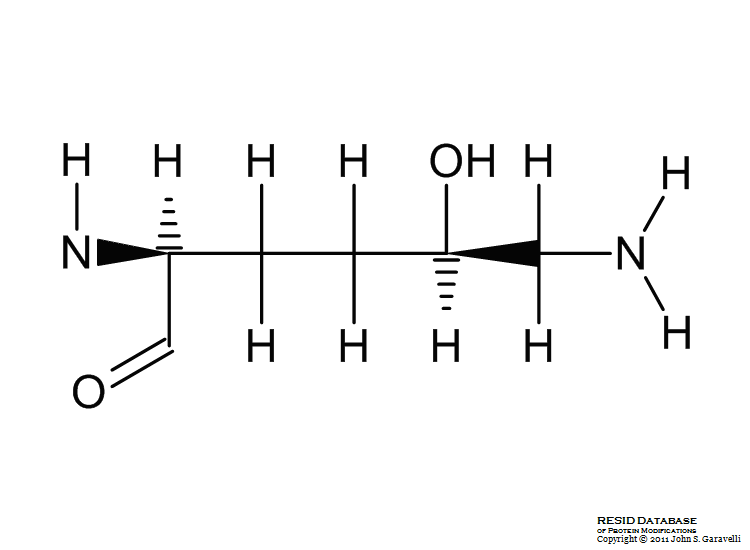 H H H H OH H H
N N
H H H H H
O
RESID DATABASE
OF PROTEIN MODIFICATIONS
Copyright © 2011 John S. Garavelli